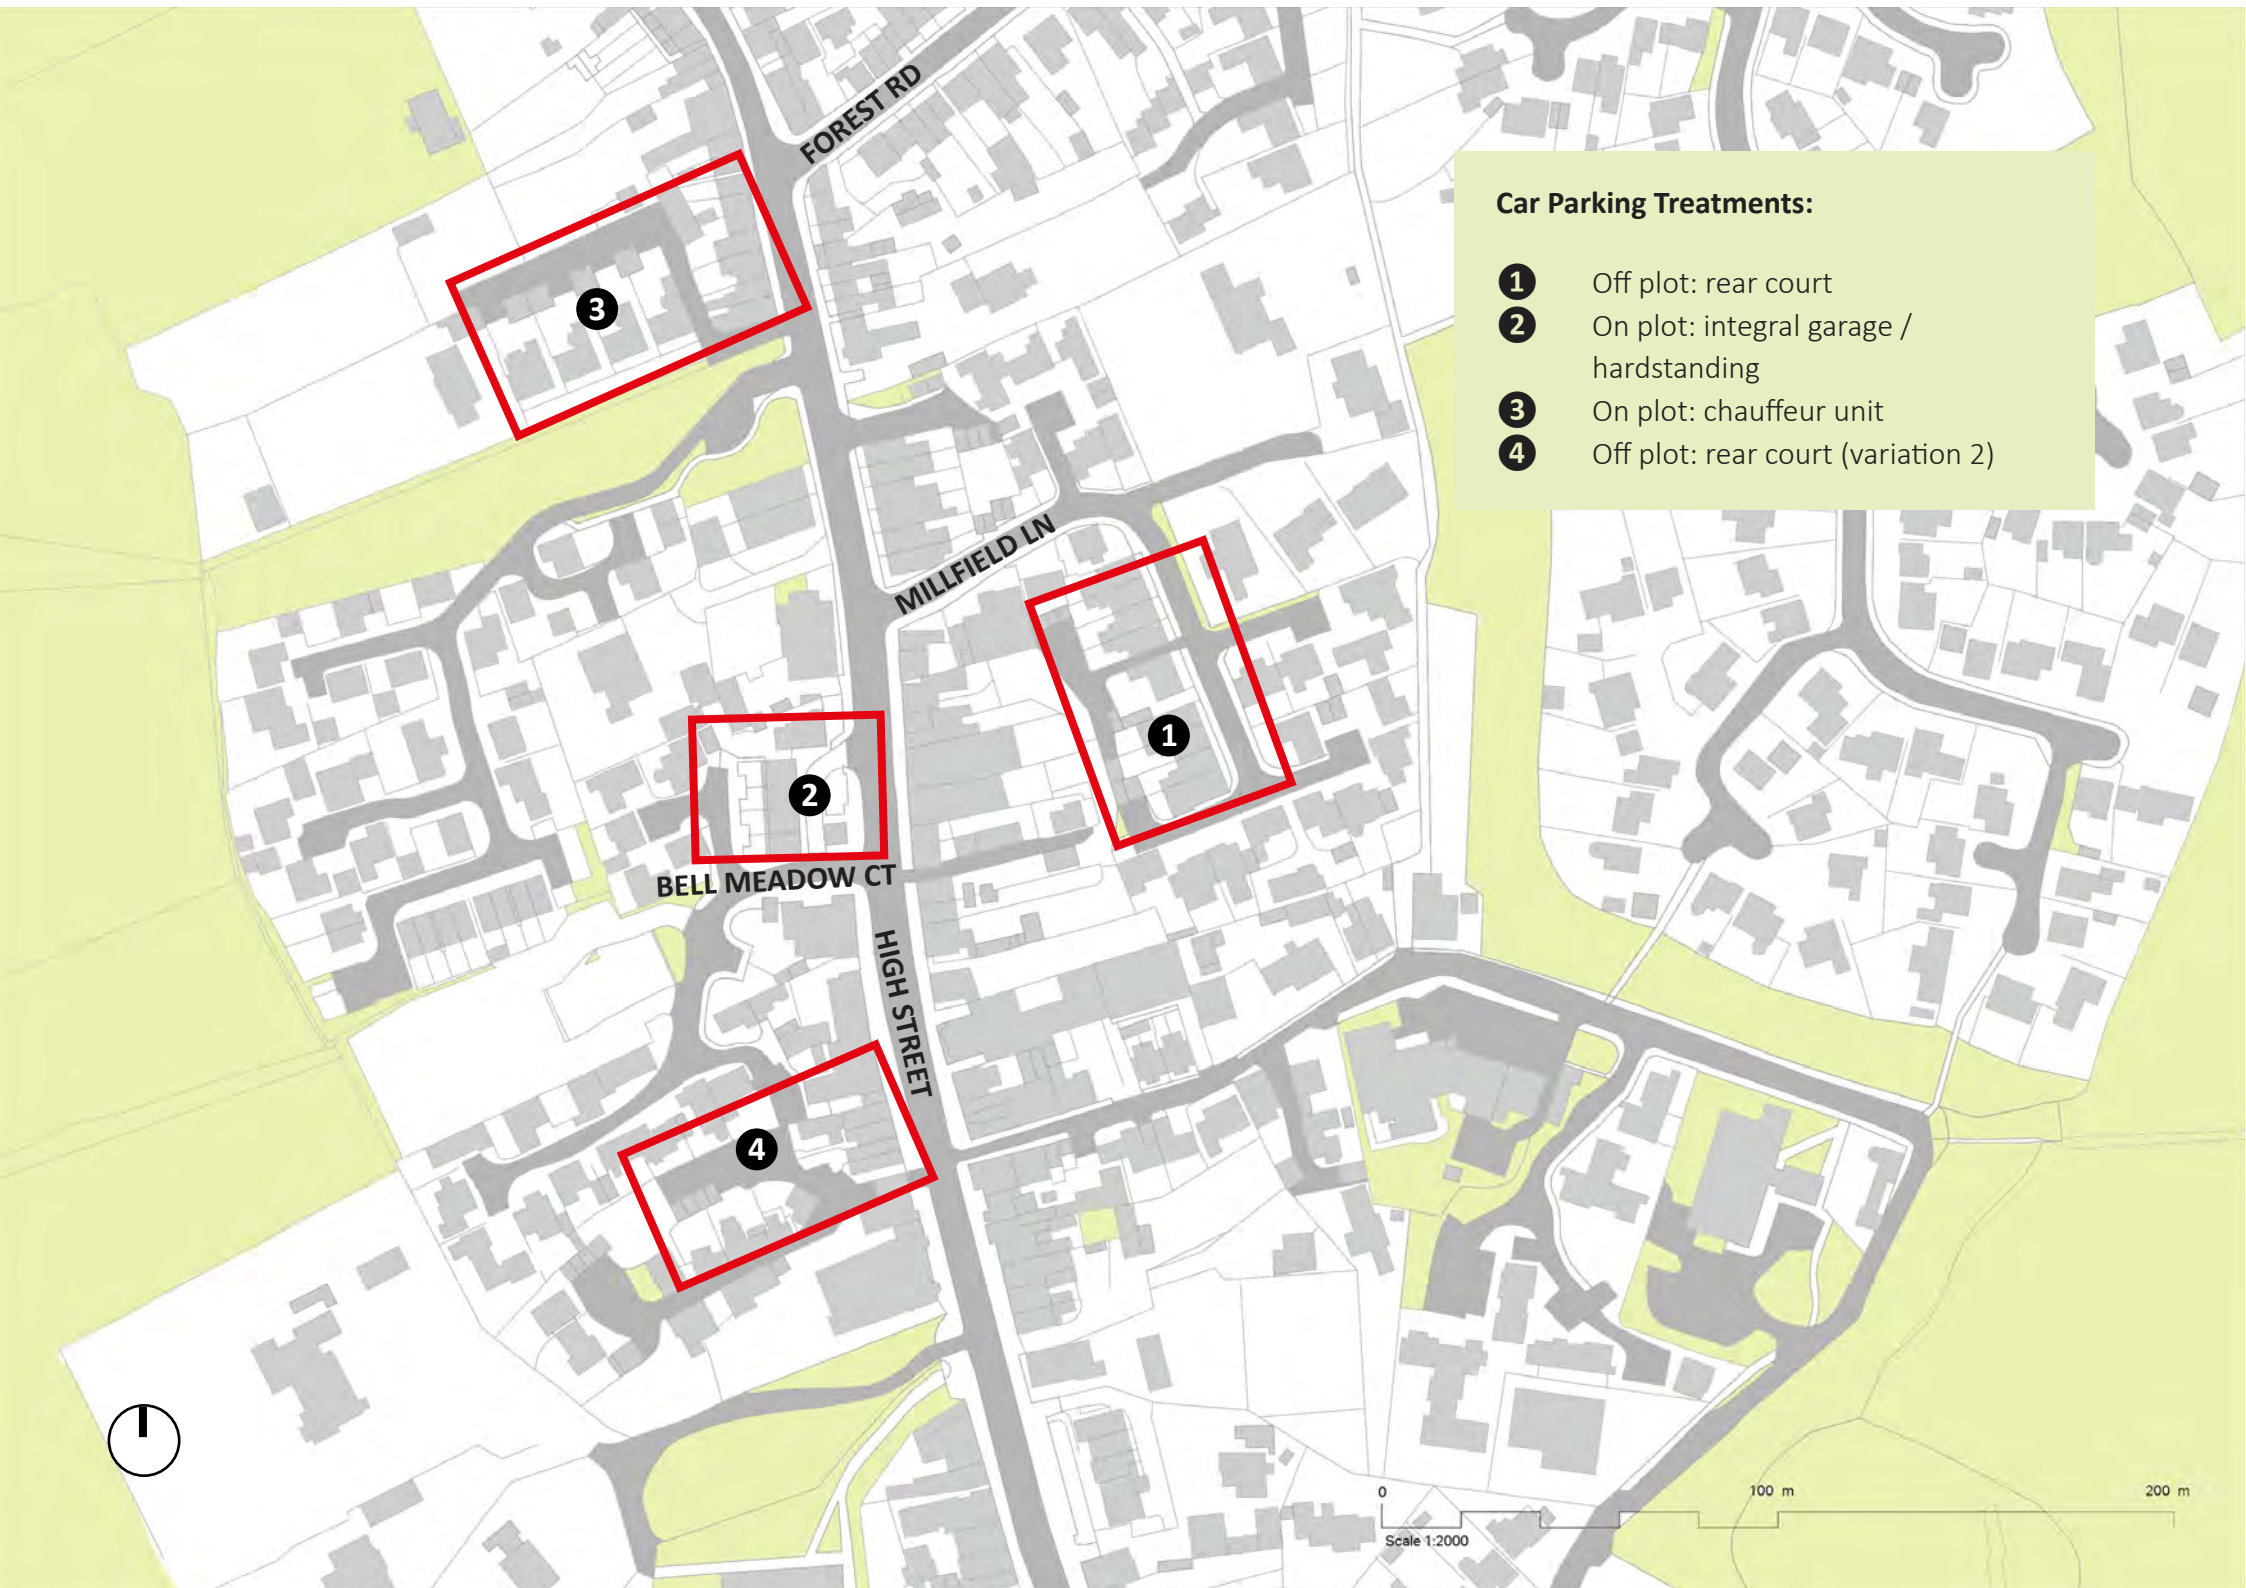 FOREST RD
Car Parking Treatments:
1 Off plot: rear court
2 On plot: integral garage /
hardstanding
3 On plot: chauffeur unit
4 Off plot: rear court (variation 2)
3
MILLFIELD LN
1
2
BELL MEADOW CT
HIGH STREET
4
0 100 m 200 m
Scale 1:2000